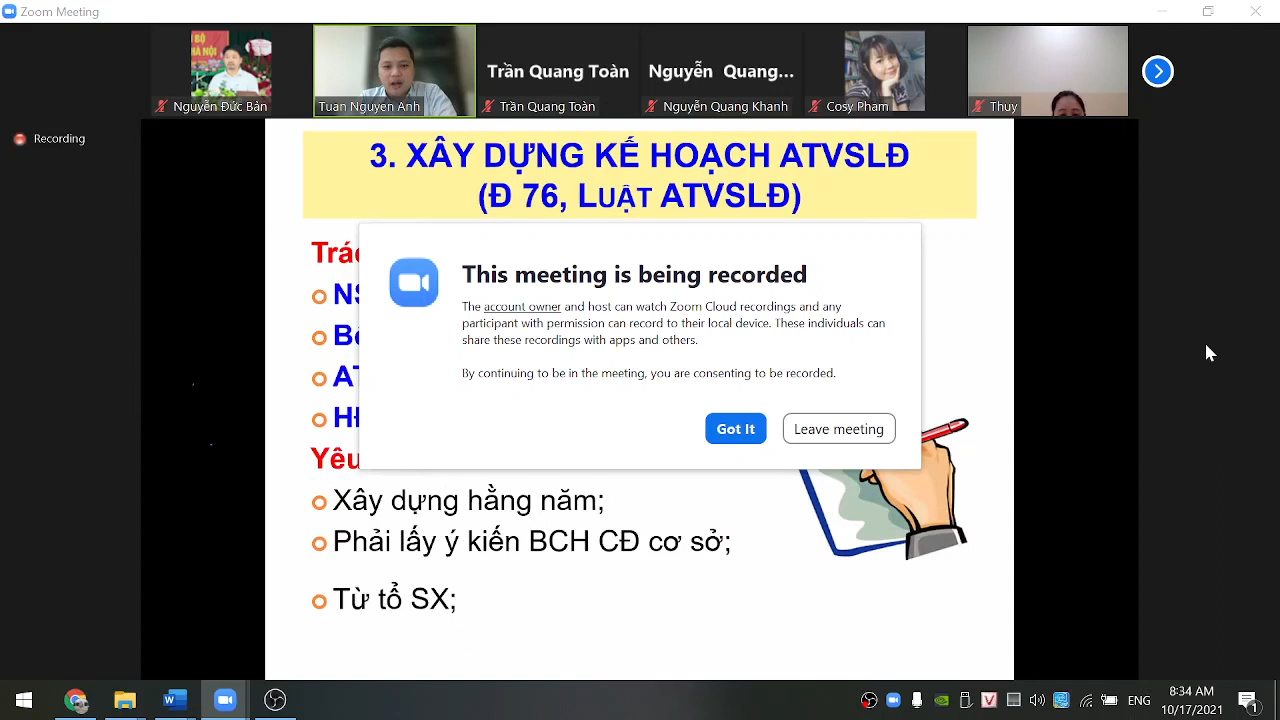 Zoom Meeting
BỘ
HÀ NỘI
Trần Quang Toàn
Nguyễn Quang...
Nguyễn Đức Bản
Tuan Nguyen Anh
Trần Quang Toàn
Nguyễn Quang Khanh
Cosy Pham
Thuy
Recording
3. XÂY DỰNG KẾ HOẠCH ATVSLĐ
(Đ 76, LUẬT ATVSLĐ)
This meeting is being recorded
The account owner and host can watch Zoom Cloud recordings and any
participant with permission can record to their local device. These individuals can
share these recordings with apps and others.
By continuing to be in the meeting, you are consenting to be recorded.
Got It
Leave meeting
Xây dựng hằng năm;
Phải lấy ý kiến BCH CĐ cơ sở;
Từ tổ SX;
ENG
8:34 AM
10/17/2021
1